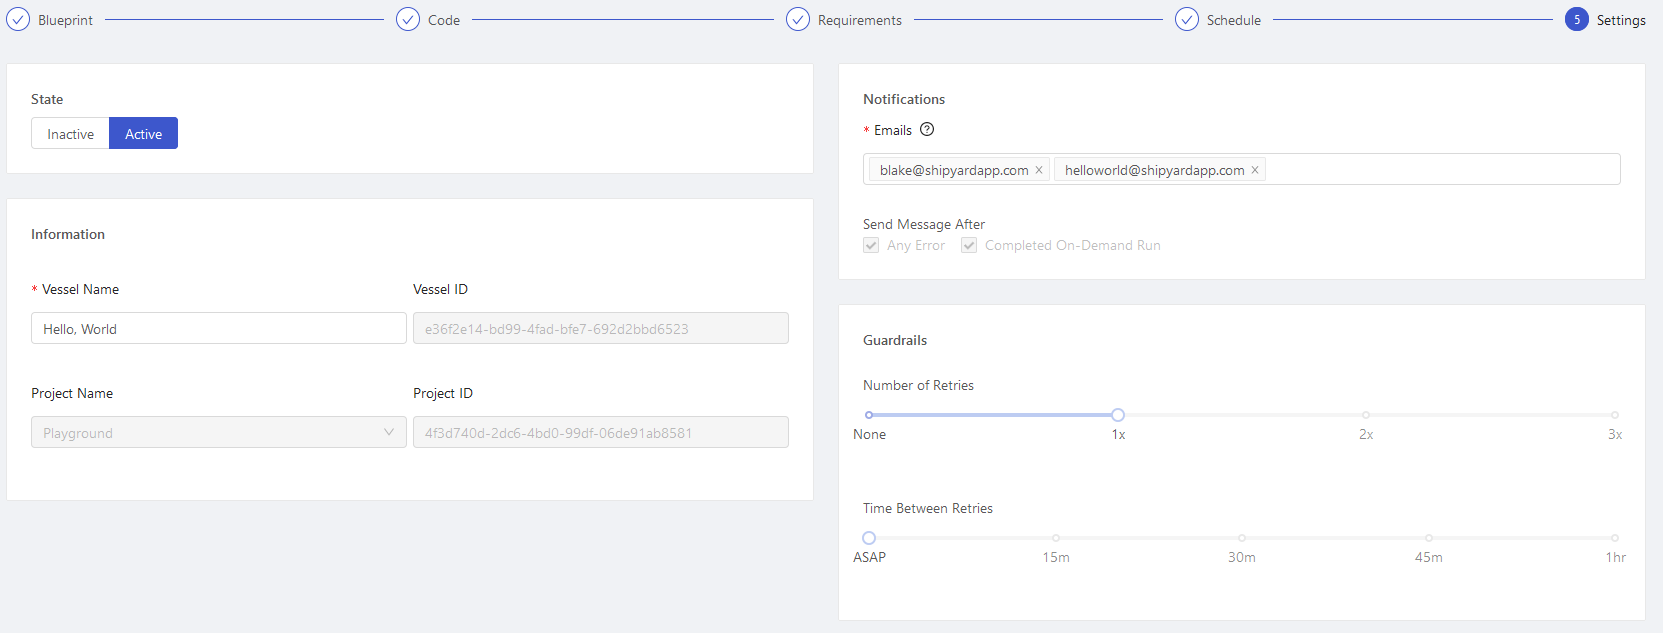 Blueprint
Code
Requirements
Schedule
5 Settings
State
Inactive
Active
Information
* Vessel Name
Vessel ID
Hello, World
e36f2e14-bd99-4fad-bfe7-692d2bbd6523
Project Name
Project ID
Playground
4f3d740d-2dc6-4bd0-99df-06de91ab8581
Notifications
* Emails ?
blake@shipyardapp.com × helloworld@shipyardapp.com ×
Send Message After
Any Error Completed On-Demand Run
Guardrails
Number of Retries
None 1x 2x 3x
Time Between Retries
ASAP 15m 30m 45m 1hr